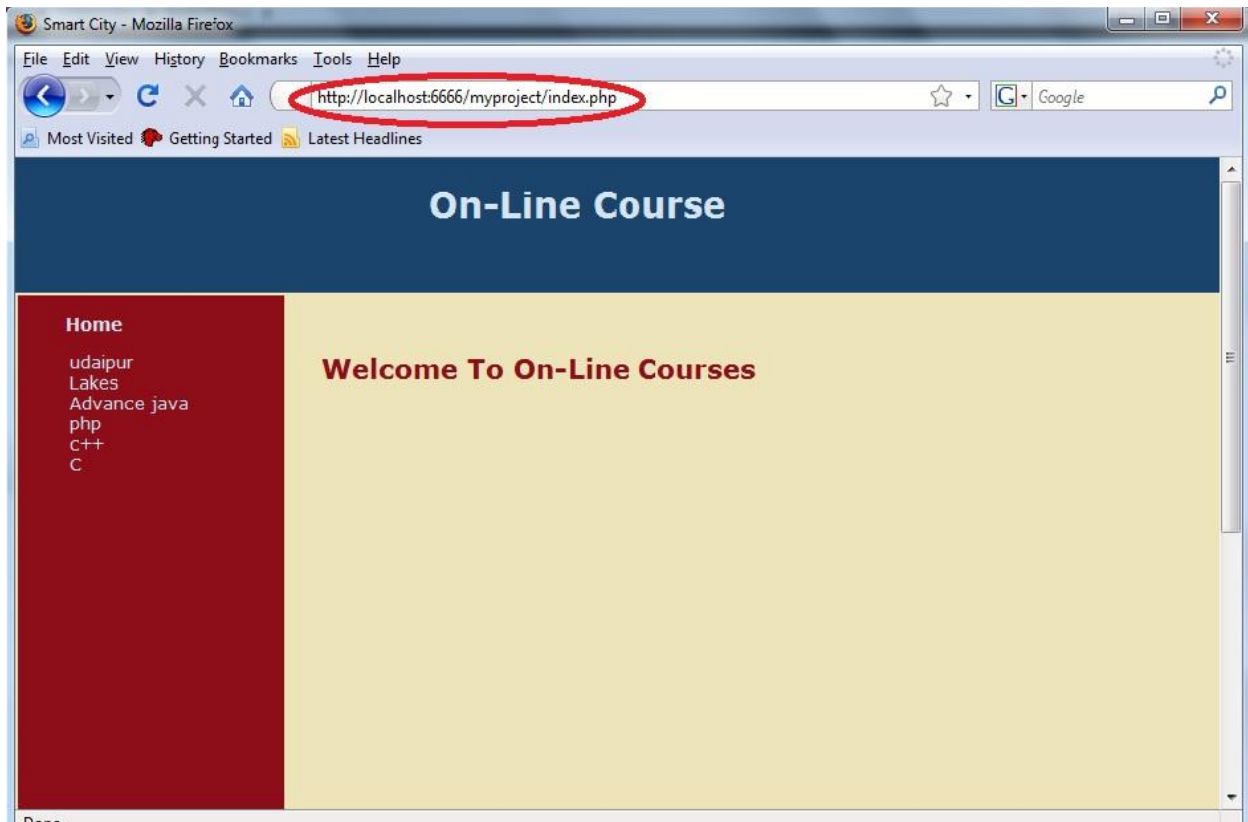 Smart City - Mozilla Firefox
File Edit View History Bookmarks Tools Help
http://localhost:6666/myproject/index.php
G Google
Most Visited Getting Started Latest Headlines
On-Line Course
Home
udaipur
Lakes
Advance java
php
c++
C
Welcome To On-Line Courses